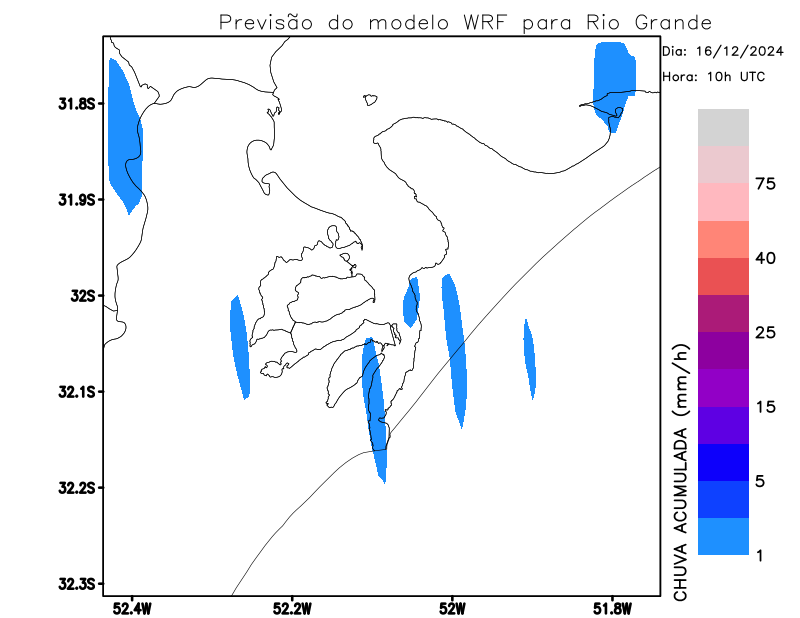 Previsão do modelo WRF para Rio Grande
Dia: 16/12/2024
Hora: 10h UTC
31.8S
31.9S
32S
32.1S
32.2S
32.3S
52.4W
52.2W
52W
51.8W
75
40
25
15
5
1
CHUVA ACUMULADA (mm/h)